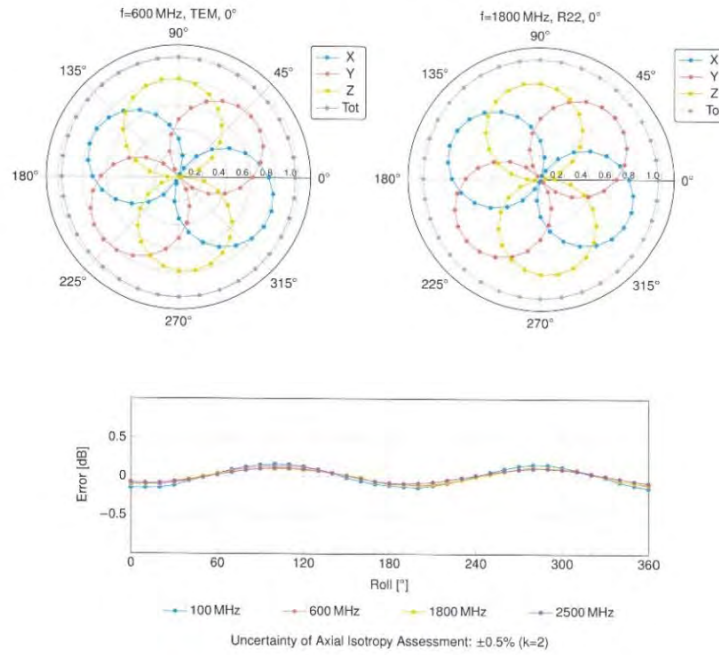 f=600 MHz, TEM, 0°
90°
135°
45°
180°
0.2 0.4 0.6 0.8 1.0
0°
225°
315°
270°
X
Y
Z
Tot
f=1800 MHz, R22, 0°
90°
135°
45°
180°
0.2 0.4 0.6 0.8 1.0
0°
225°
315°
270°
X
Y
Z
Tot
Error [dB]
0.5
0
−0.5
0 60 120 180 240 300 360
Roll [°]
100 MHz 600 MHz 1800 MHz 2500 MHz
Uncertainty of Axial Isotropy Assessment: ±0.5% (k=2)